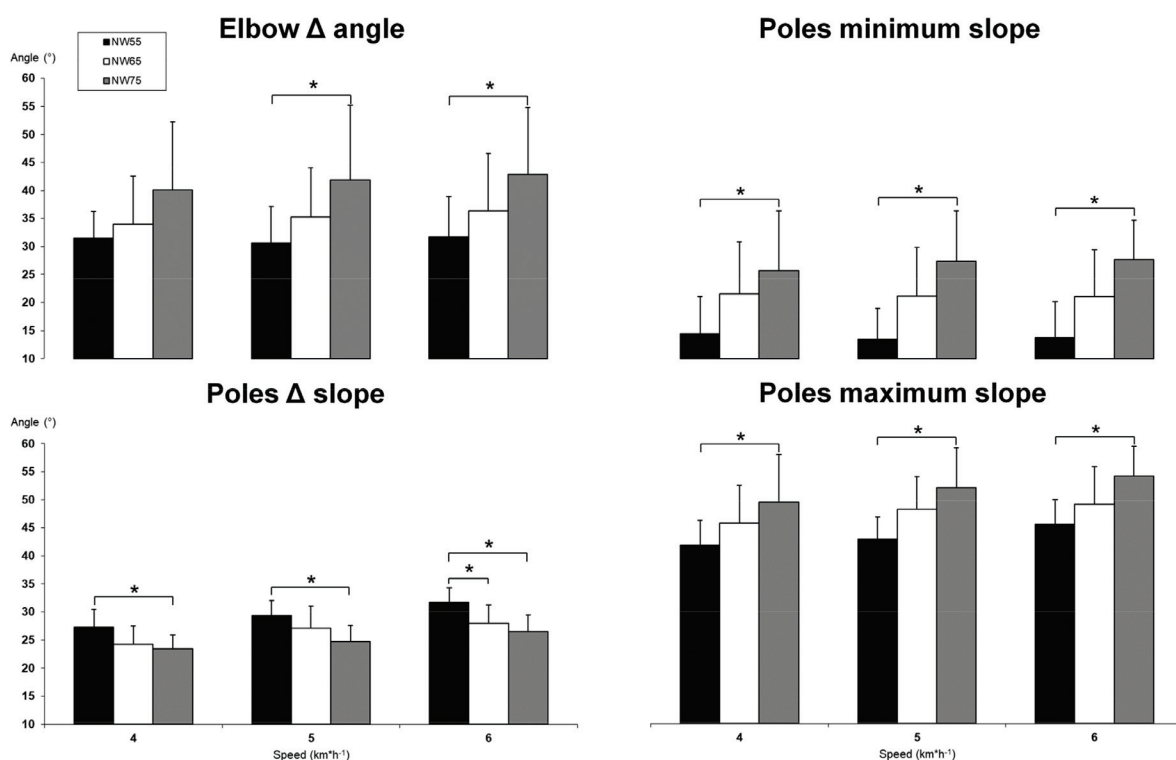 Elbow Δ angle
Poles minimum slope
NW55
NW65
NW75
Angle (°)
60
55
50
45
40
35
30
25
20
15
10
*
*
*
*
*
Poles Δ slope
Poles maximum slope
Angle (°)
60
55
50
45
40
35
30
25
20
15
10
*
*
*
*
*
*
*
4 5 6
Speed (km*h⁻¹)
4 5 6
Speed (km*h⁻¹)